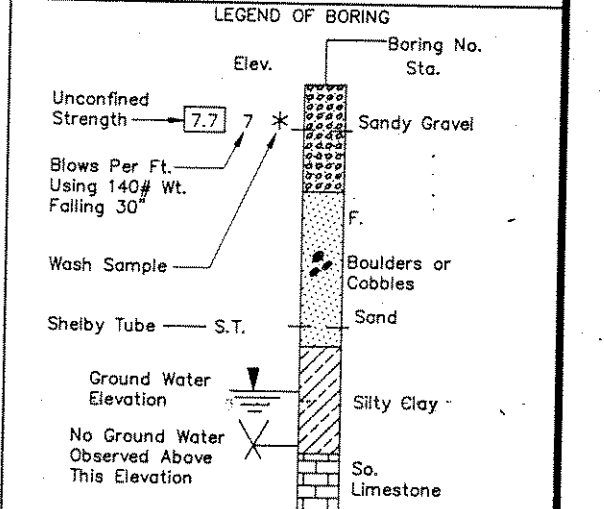 LEGEND OF BORING
Boring No.
Sta.
Elev.
Unconfined
Strength
7.7 7 *
Sandy Gravel
Blows Per Ft.
Using 140# Wt.
Falling 30"
F.
Wash Sample
Boulders or
Cobbles
Shelby Tube S.T.
Sand
Ground Water
Elevation
Silty Clay
No Ground Water
Observed Above
This Elevation
So.
Limestone